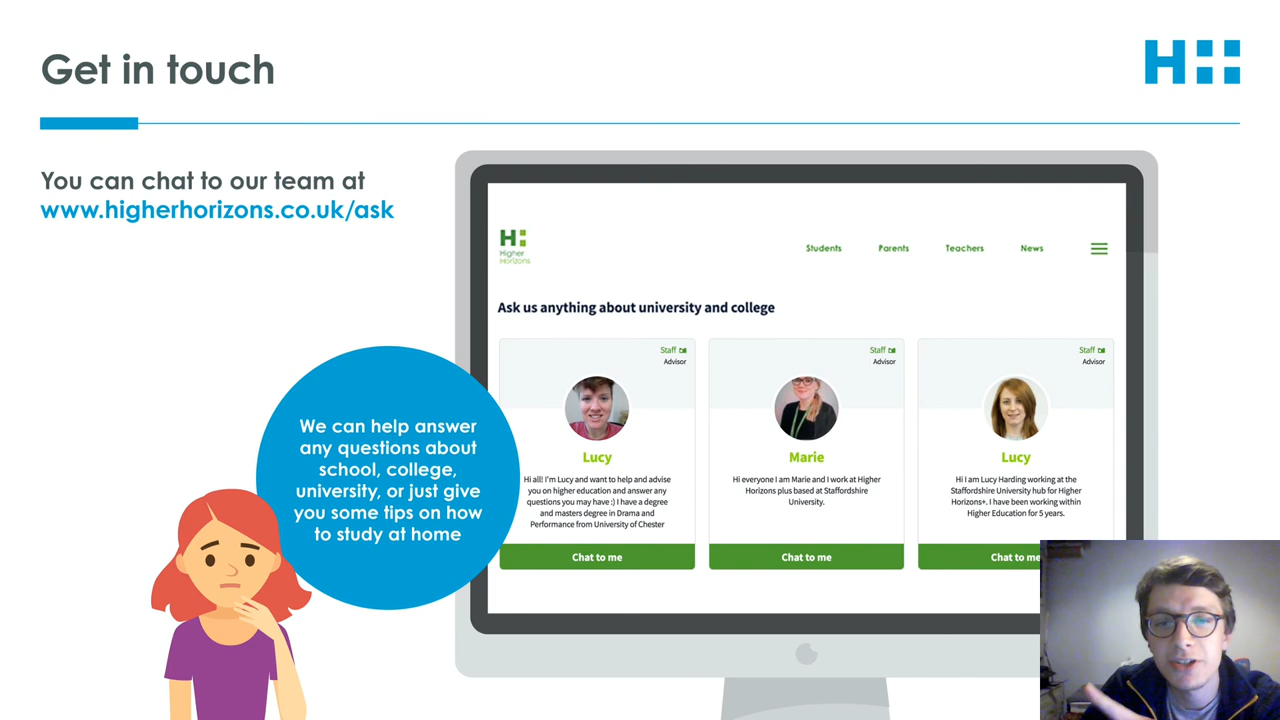 Get in touch
H
You can chat to our team at
www.higherhorizons.co.uk/ask
H
Higher
Horizons
Students
Parents
Teachers
News
Ask us anything about university and college
Staff
Advisor
Lucy
Hi all! I'm Lucy and want to help and advise
you on higher education and answer any
questions you may have :) I have a degree
and masters degree in Drama and
Performance from University of Chester
Chat to me
Staff
Advisor
Marie
Hi everyone I am Marie and I work at Higher
Horizons plus based at Staffordshire
University.
Chat to me
Staff
Advisor
Lucy
Hi I am Lucy Harding working at the
Staffordshire University hub for Higher
Horizons+. I have been working within
Higher Education for 5 years.
Chat to me
We can help answer
any questions about
school, college,
university, or just give
you some tips on how
to study at home